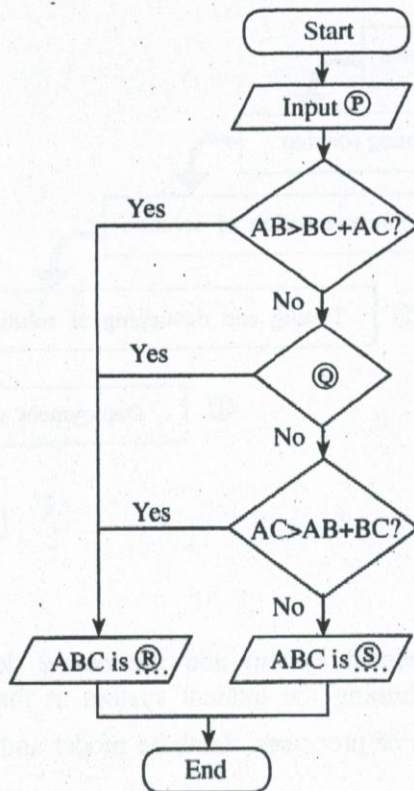 Start
Input Ⓟ
Yes
AB>BC+AC?
No
Yes
Ⓠ
No
Yes
AC>AB+BC?
No
ABC is Ⓡ
ABC is Ⓢ
End